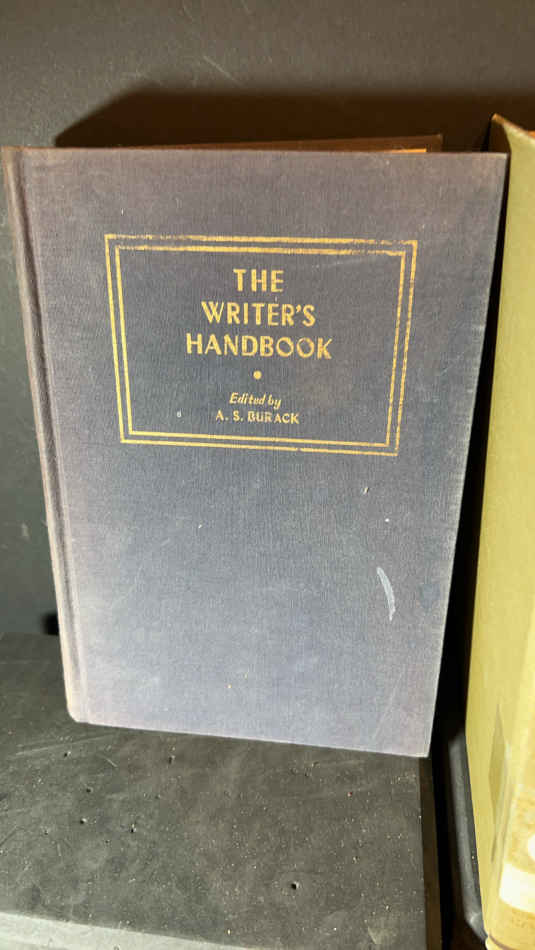 THE
WRITER'S
HANDBOOK
Edited by
A. S. BURACK